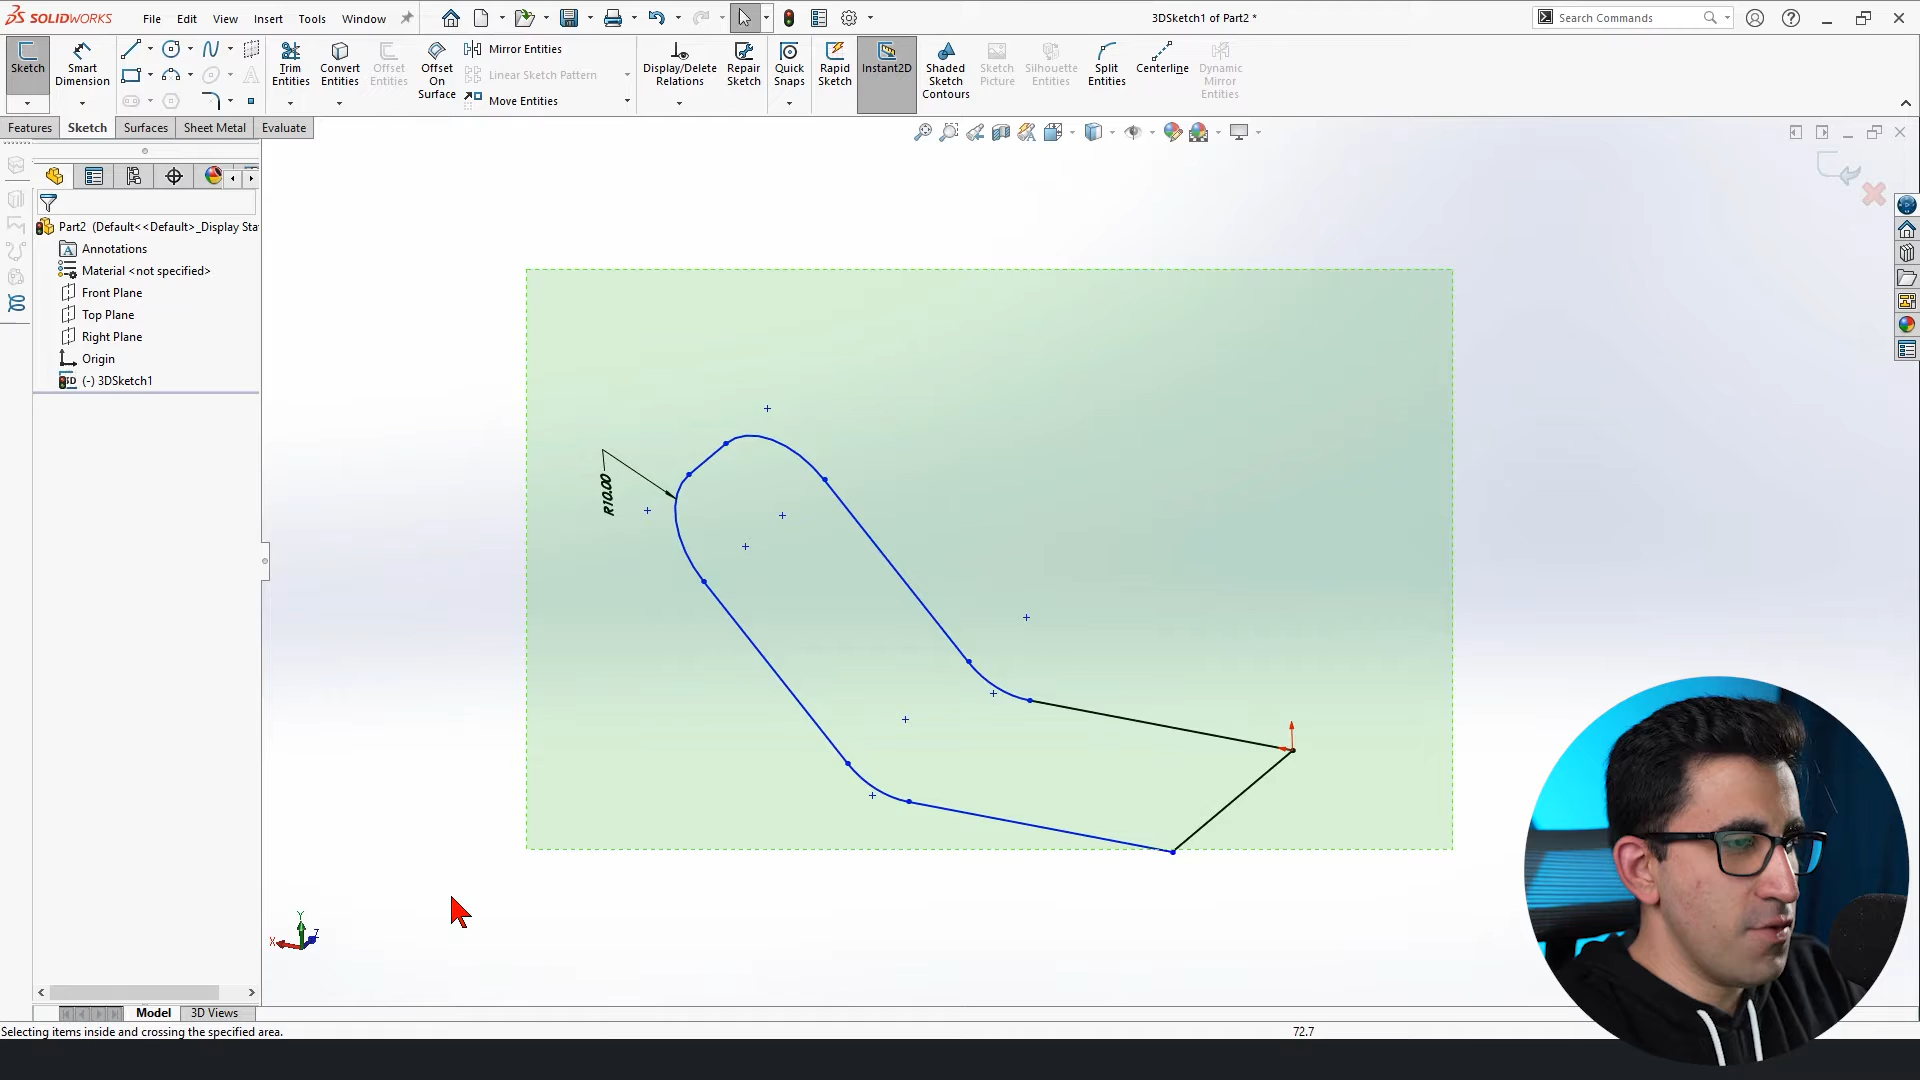 SOLIDWORKS
File Edit View Insert Tools Window
3DSketch1 of Part2 *
Search Commands
Sketch
Smart Dimension
Trim Entities
Convert Entities
Offset Entities
Offset On Surface
Mirror Entities
Linear Sketch Pattern
Move Entities
Display/Delete Relations
Repair Sketch
Quick Snaps
Rapid Sketch
Instant2D
Shaded Sketch Contours
Sketch Picture
Silhouette Entities
Split Entities
Centerline
Dynamic Mirror Entities
Features Sketch Surfaces Sheet Metal Evaluate
Part2 (Default<<Default>_Display Sta
Annotations
Material <not specified>
Front Plane
Top Plane
Right Plane
Origin
(-) 3DSketch1
R10.00
Y
X
Z
Model 3D Views
Selecting items inside and crossing the specified area.
72.7